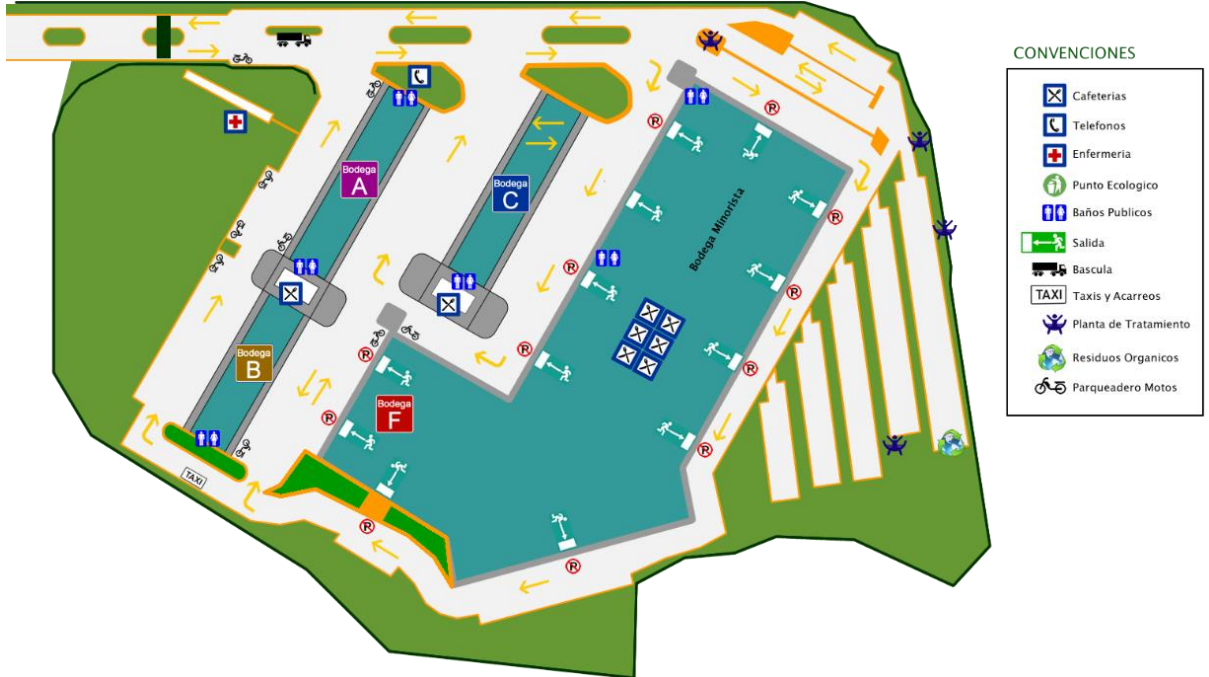 CONVENCIONES
Cafeterias
Telefonos
Enfermeria
Punto Ecologico
Baños Publicos
Salida
Bascula
TAXI Taxis y Acarreos
Planta de Tratamiento
Residuos Organicos
Parqueadero Motos
Bodega
A
Bodega
C
Bodega Minorista
Bodega
B
Bodega
F
TAXI
R
R
R
R
R
R
R
R
R
R
R
R
R